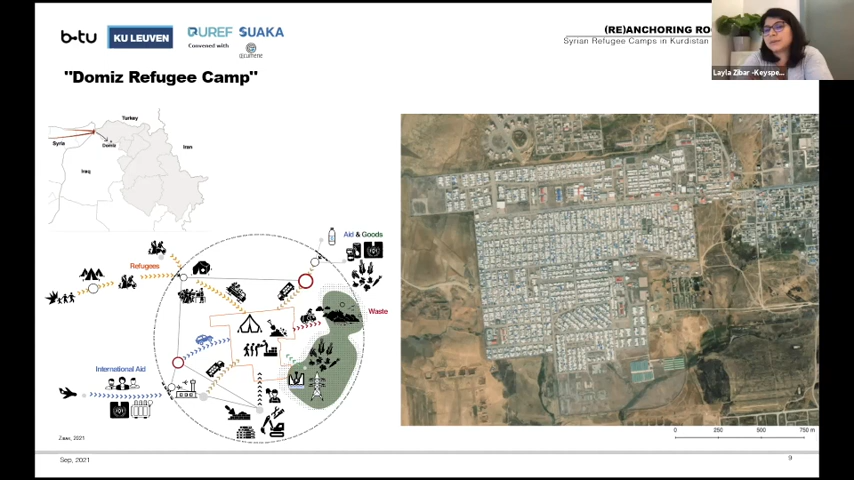 b-tu
KU LEUVEN
QUREF
Convened with
SUAKA
(RE)ANCHORING RO
Syrian Refugee Camps in Kurdistan
Layla Zibar -Keyspe...
"Domiz Refugee Camp"
Turkey
Syria
Domiz
Iran
Iraq
Aid & Goods
Refugees
Waste
International Aid
Sep, 2021
0
250
500
750 m
9